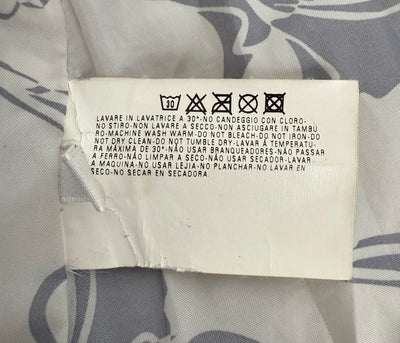 30
LAVARE IN LAVATRICE A 30°-NO CANDEGGIO CON CLORO-
NO STIRO-NON LAVARE A SECCO-NON ASCIUGARE IN TAMBU
RO-MACHINE WASH WARM-DO NOT BLEACH-DO NOT IRON-DO
NOT DRY CLEAN-DO NOT TUMBLE DRY-LAVAR Á TEMPERATU
RA MÁXIMA DE 30°-NÃO USAR BRANQUEADORES-NÃO PASSAR
A FERRO-NÃO LIMPAR A SECO-NÃO USAR SECADOR-LAVAR
A MAQUINA-NO USAR LEJIA-NO PLANCHAR-NO LAVAR EN
SECO-NO SECAR EN SECADORA.